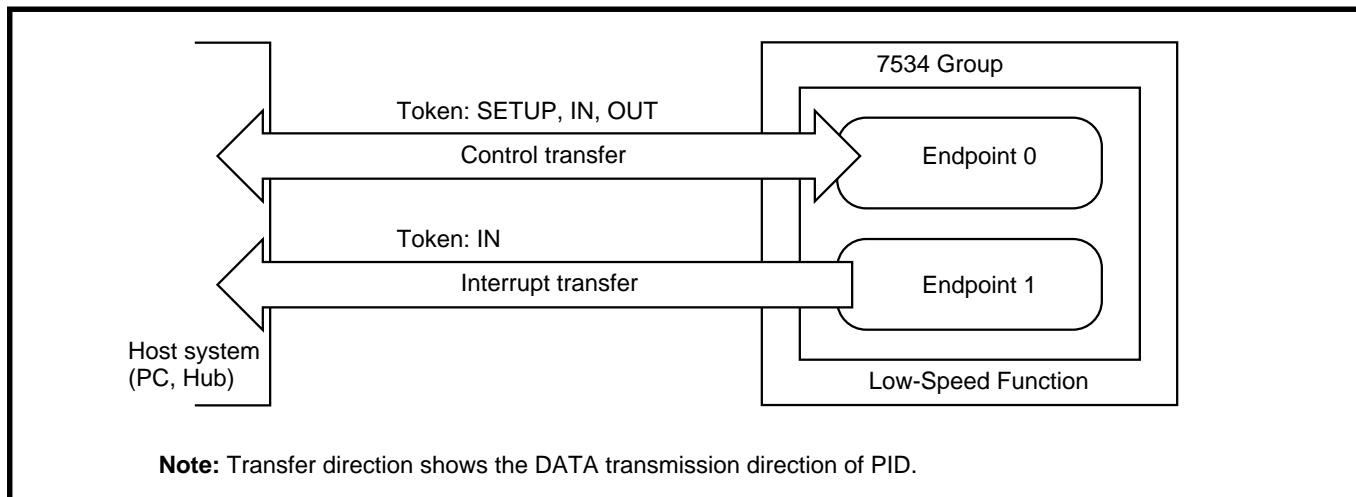 7534 Group
Token: SETUP, IN, OUT
Control transfer
Endpoint 0
Token: IN
Interrupt transfer
Endpoint 1
Host system
(PC, Hub)
Low-Speed Function
Note: Transfer direction shows the DATA transmission direction of PID.